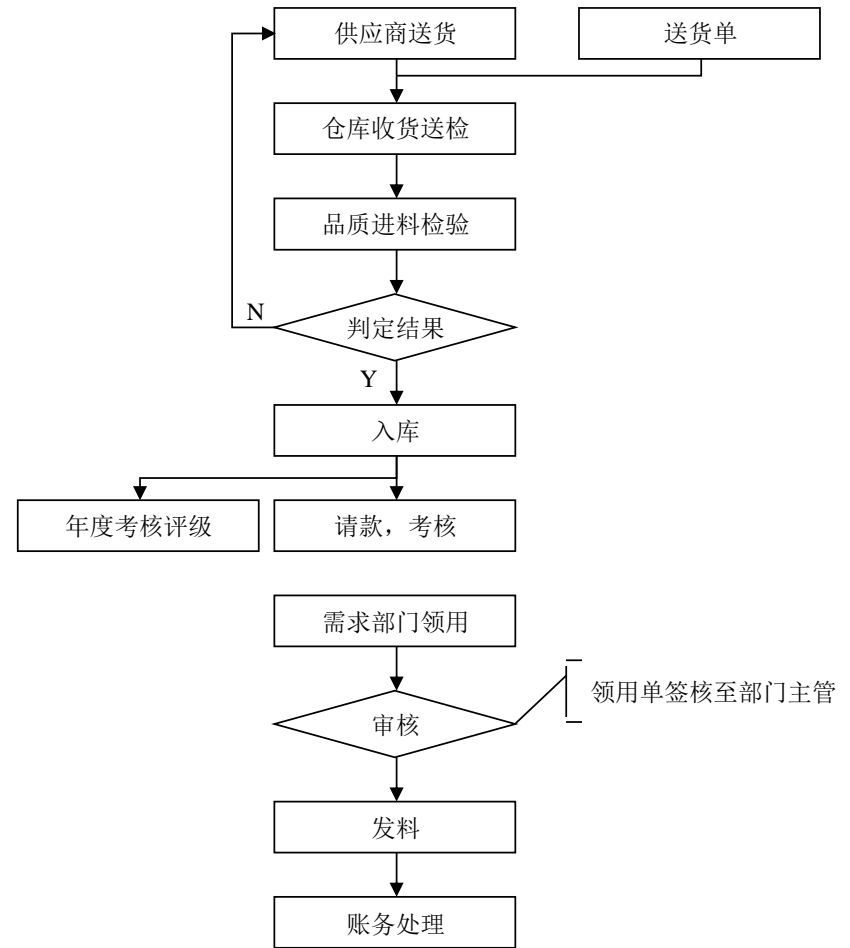 供应商送货
送货单
仓库收货送检
品质进料检验
判定结果
N
Y
入库
年度考核评级
请款，考核
需求部门领用
审核
领用单签核至部门主管
发料
账务处理